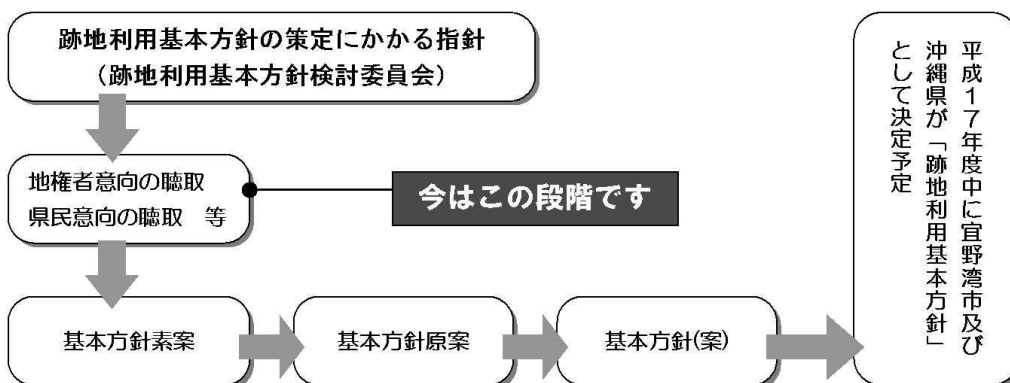 跡地利用基本方針の策定にかかる指針
（跡地利用基本方針検討委員会）
地権者意向の聴取
県民意向の聴取　等
今はこの段階です
基本方針素案
基本方針原案
基本方針(案)
平成１７年度中に宜野湾市及び
沖縄県が「跡地利用基本方針」
として決定予定